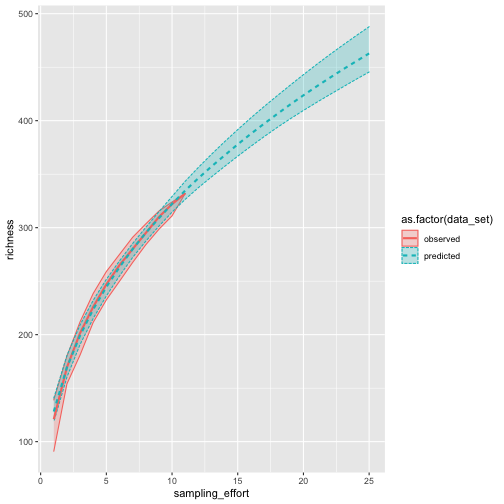 500
400
300
200
100
richness
0
5
10
15
20
25
sampling_effort
as.factor(data_set)
observed
predicted